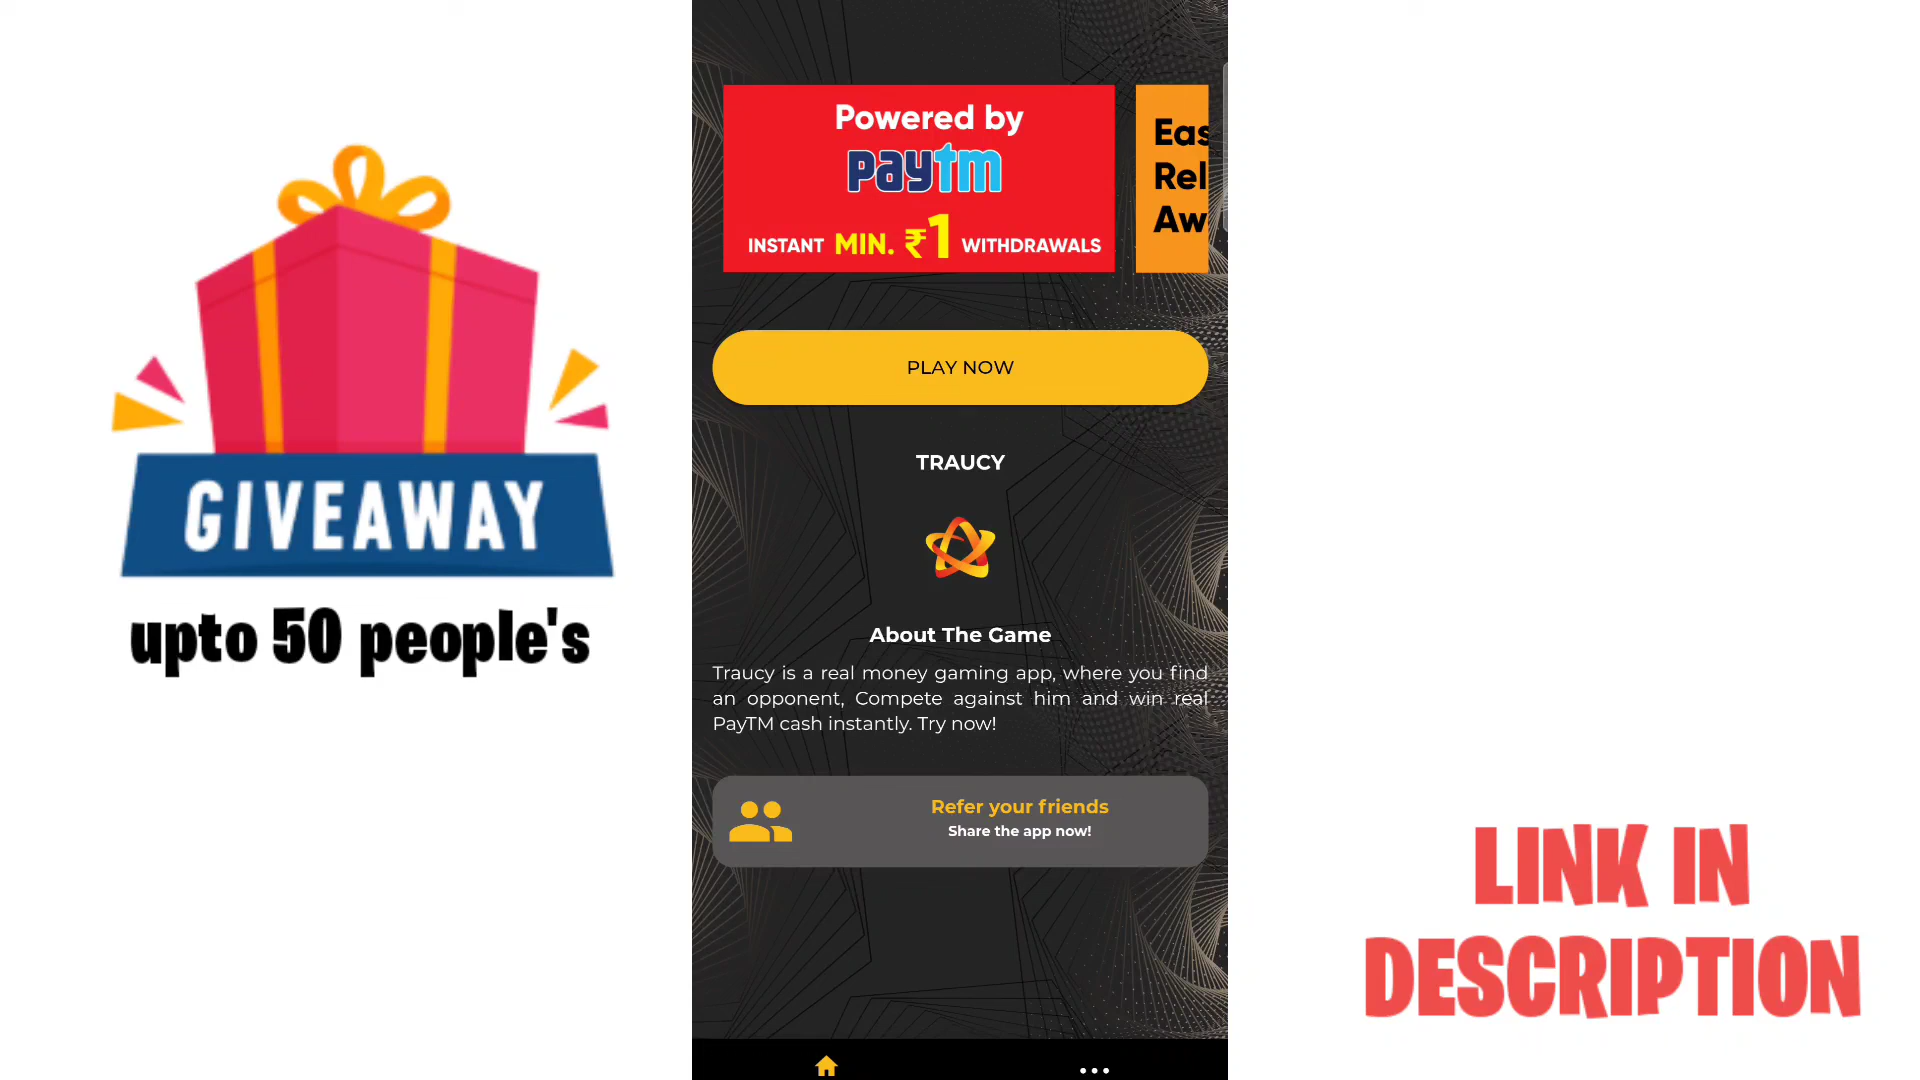 GIVEAWAY
upto 50 people's
Powered by
paytm
INSTANT MIN. ₹1 WITHDRAWALS
Eas
Rel
Aw
PLAY NOW
TRAUCY
About The Game
Traucy is a real money gaming app, where you find
an opponent, Compete against him and win real
PayTM cash instantly. Try now!
Refer your friends
Share the app now!
LINK IN
DESCRIPTION